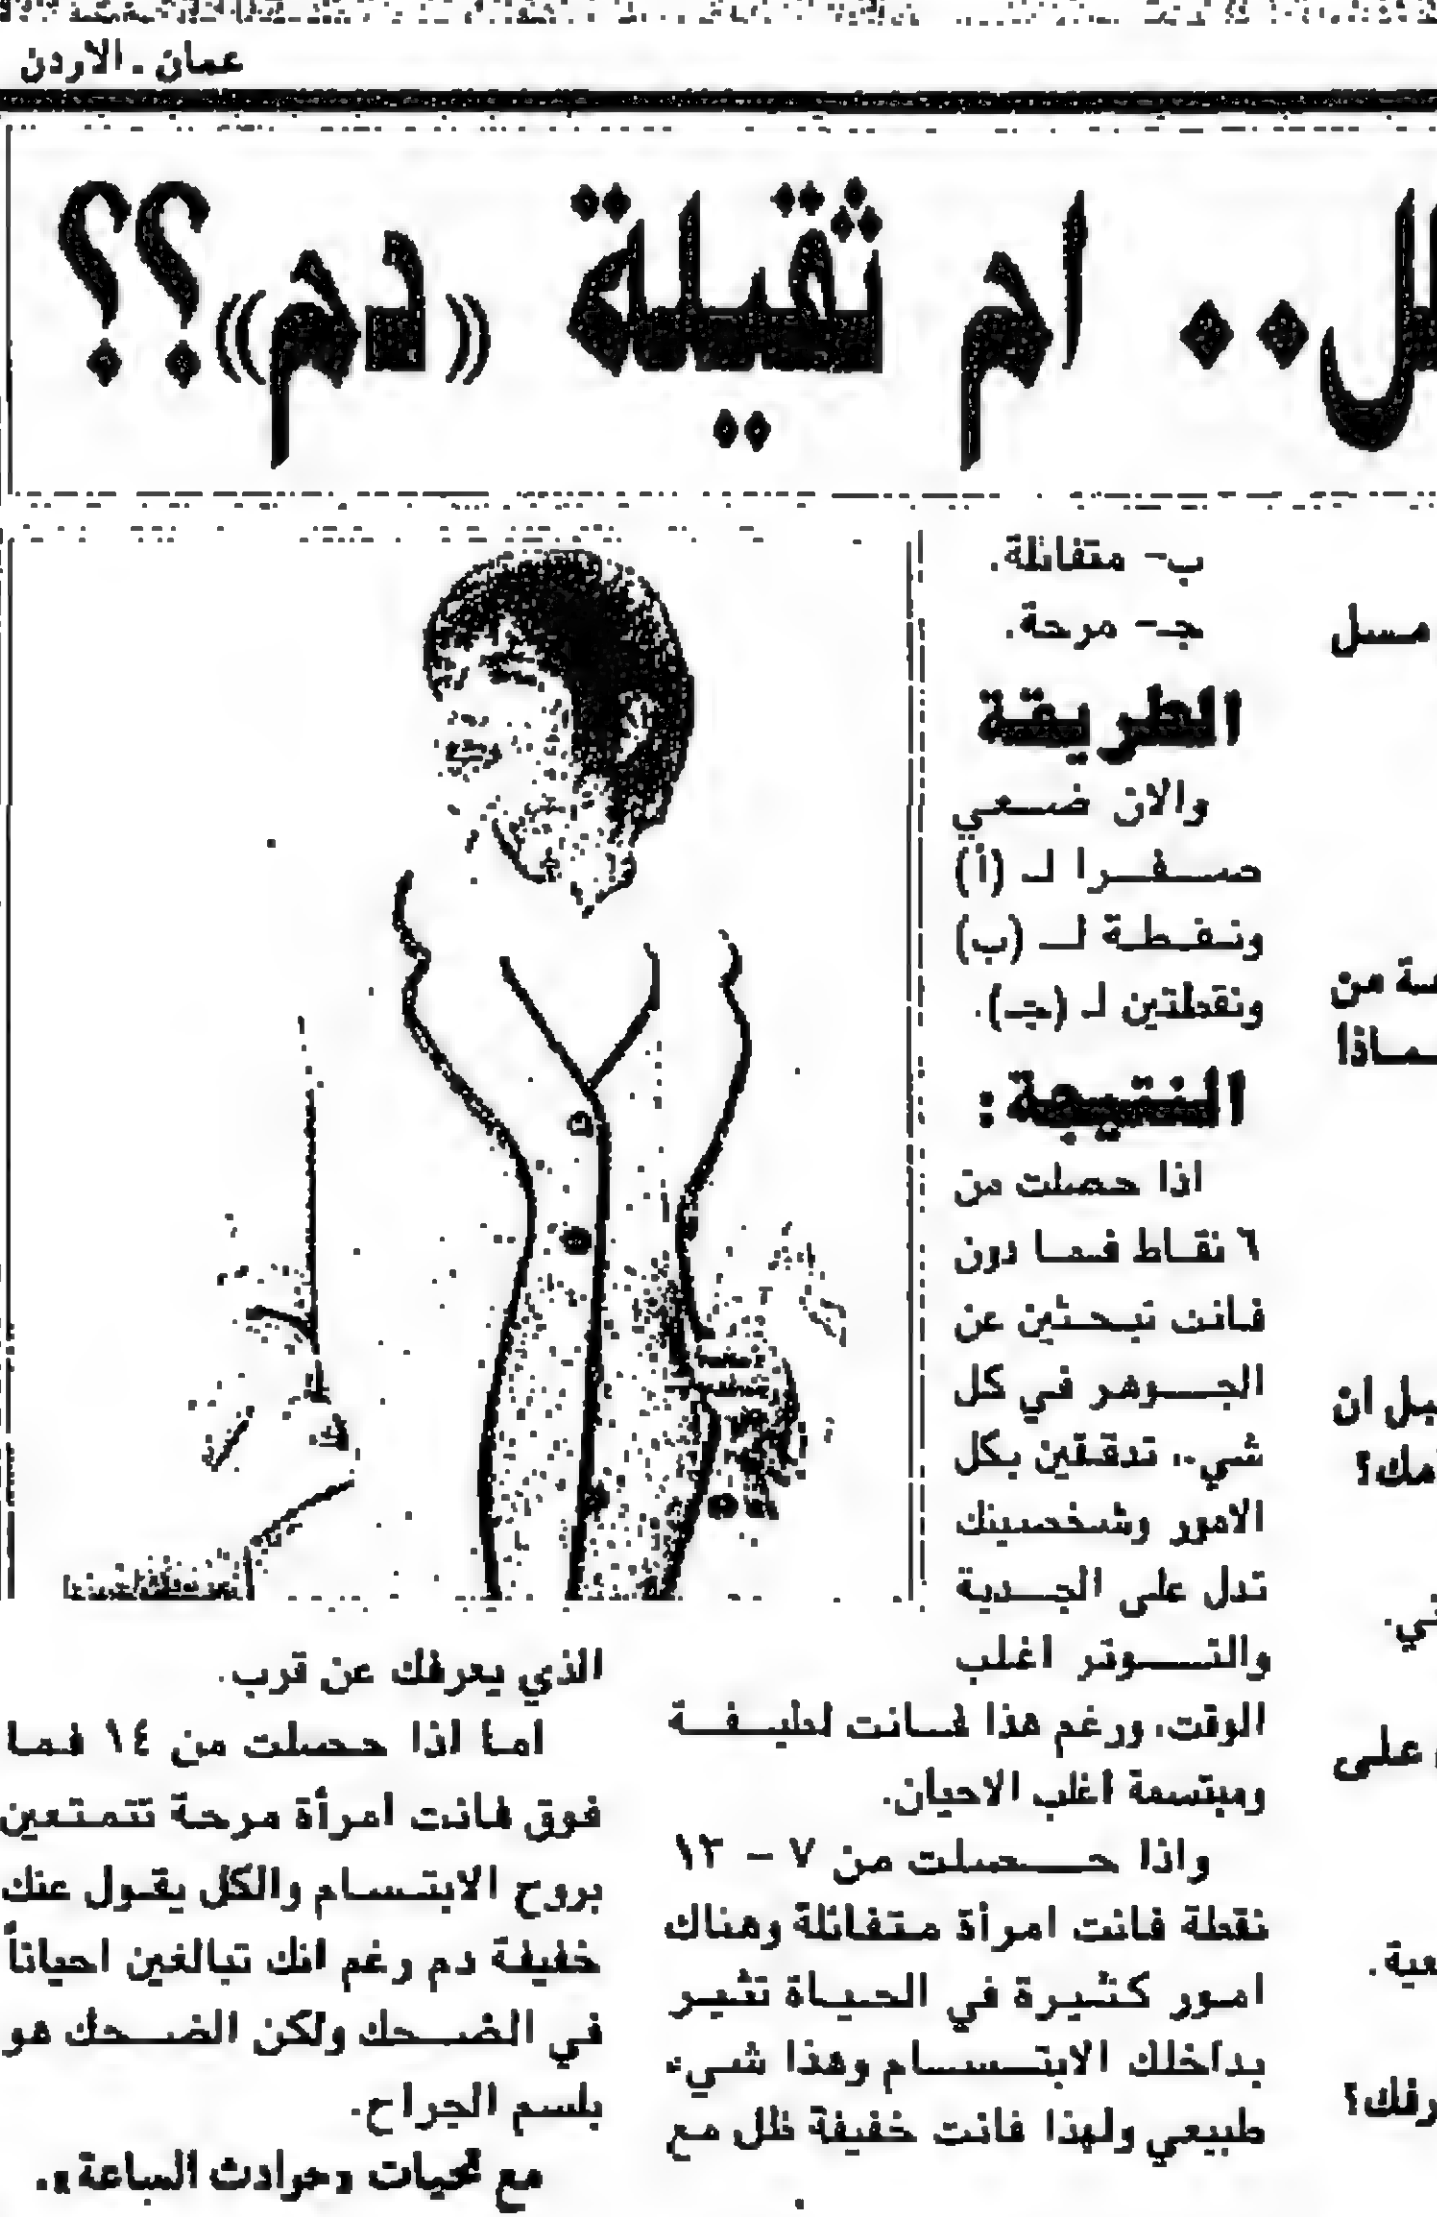 عمان ـ الاردن
ل.. ام ثقيلة «دم»؟؟
مسل
من
ماذا
ان
على
ب- متفائلة.
جـ- مرحة.
الطريقة
والان ضعي
صفرا لـ (أ)
ونقطة لـ (ب)
ونقطتين لـ (جـ).
النتيجة:
اذا حصلت من
٦ نقاط فما دون
فانت تبحثين عن
الجوهر في كل
شيء، تدققين بكل
الامور وشخصيتك
تدل على الجدية
والتوتر اغلب
الوقت، ورغم هذا فانت لطيفة
ومبتسمة اغلب الاحيان.
واذا حصلت من ٧ - ١٣
نقطة فانت امرأة متفائلة وهناك
امور كثيرة في الحياة تثير
بداخلك الابتسام وهذا شيء
طبيعي ولهذا فانت خفيفة ظل مع
الذي يعرفك عن قرب.
اما اذا حصلت من ١٤ فما
فوق فانت امرأة مرحة تتمتعين
بروح الابتسام والكل يقول عنك
خفيفة دم رغم انك تبالغين احياناً
في الضحك ولكن الضحك هو
بلسم الجراح.
مع تحيات «حوادث الساعة».